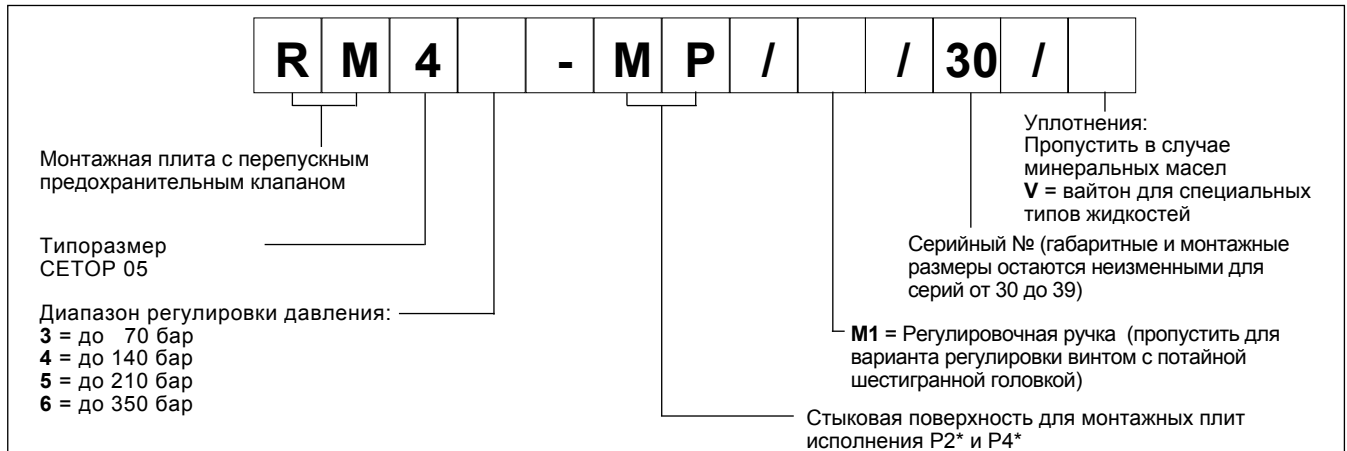 R M 4 - M P / / 30 /
Монтажная плита с перепускным
предохранительным клапаном
Типоразмер
CETOP 05
Диапазон регулировки давления:
3 = до 70 бар
4 = до 140 бар
5 = до 210 бар
6 = до 350 бар
Уплотнения:
Пропустить в случае
минеральных масел
V = вайтон для специальных
типов жидкостей
Серийный № (габаритные и монтажные
размеры остаются неизменными для
серий от 30 до 39)
M1 = Регулировочная ручка (пропустить для
варианта регулировки винтом с потайной
шестигранной головкой)
Стыковая поверхность для монтажных плит
исполнения P2* и P4*